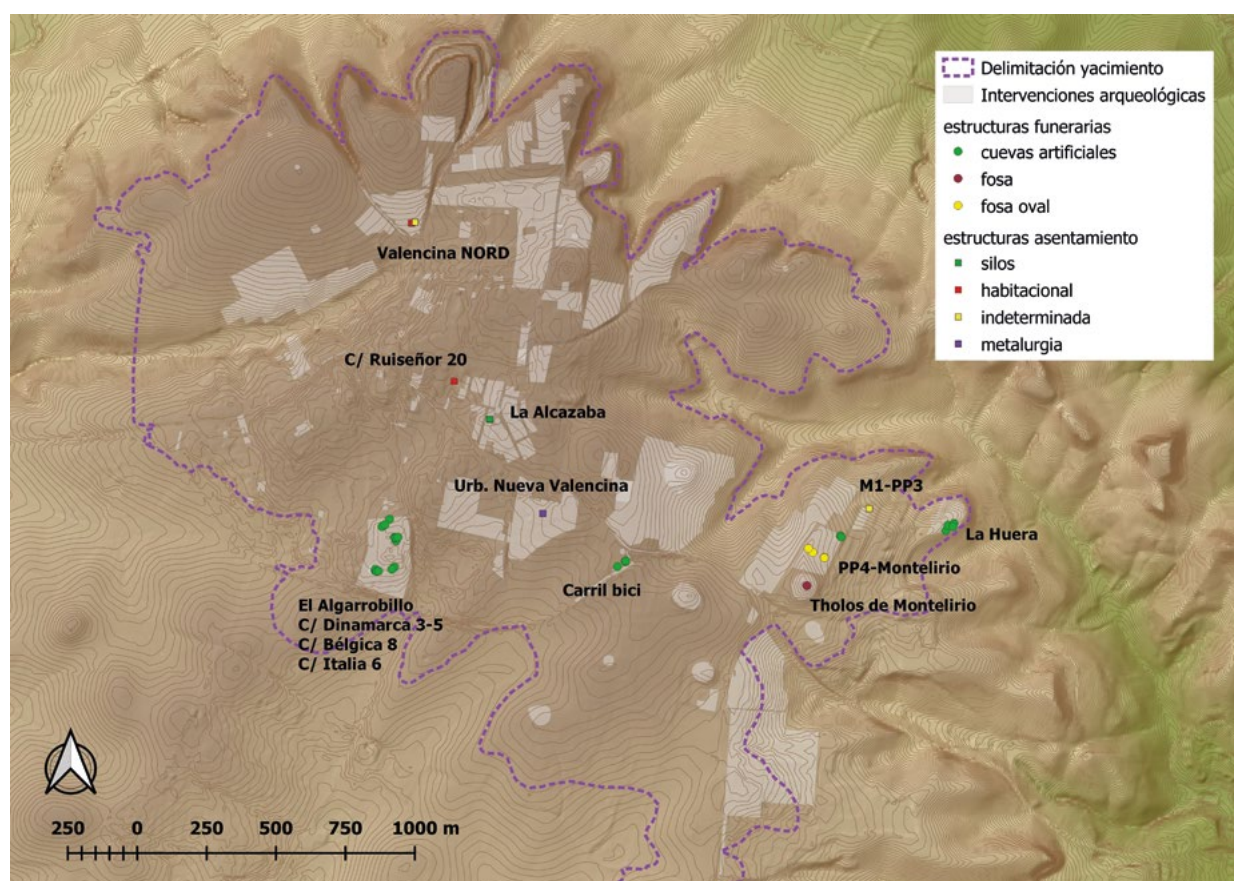 Delimitación yacimiento
Intervenciones arqueológicas
estructuras funerarias
cuevas artificiales
fosa
fosa oval
estructuras asentamiento
silos
habitacional
indeterminada
metalurgia
Valencina NORD
C/ Ruiseñor 20
La Alcazaba
Urb. Nueva Valencina
M1-PP3
La Huera
PP4-Montelirio
Carril bici
Tholos de Montelirio
El Algarrobillo
C/ Dinamarca 3-5
C/ Bélgica 8
C/ Italia 6
250 0 250 500 750 1000 m